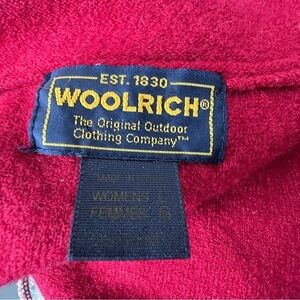 EST. 1830
WOOLRICH®
The Original Outdoor
Clothing Company™
WOMENS